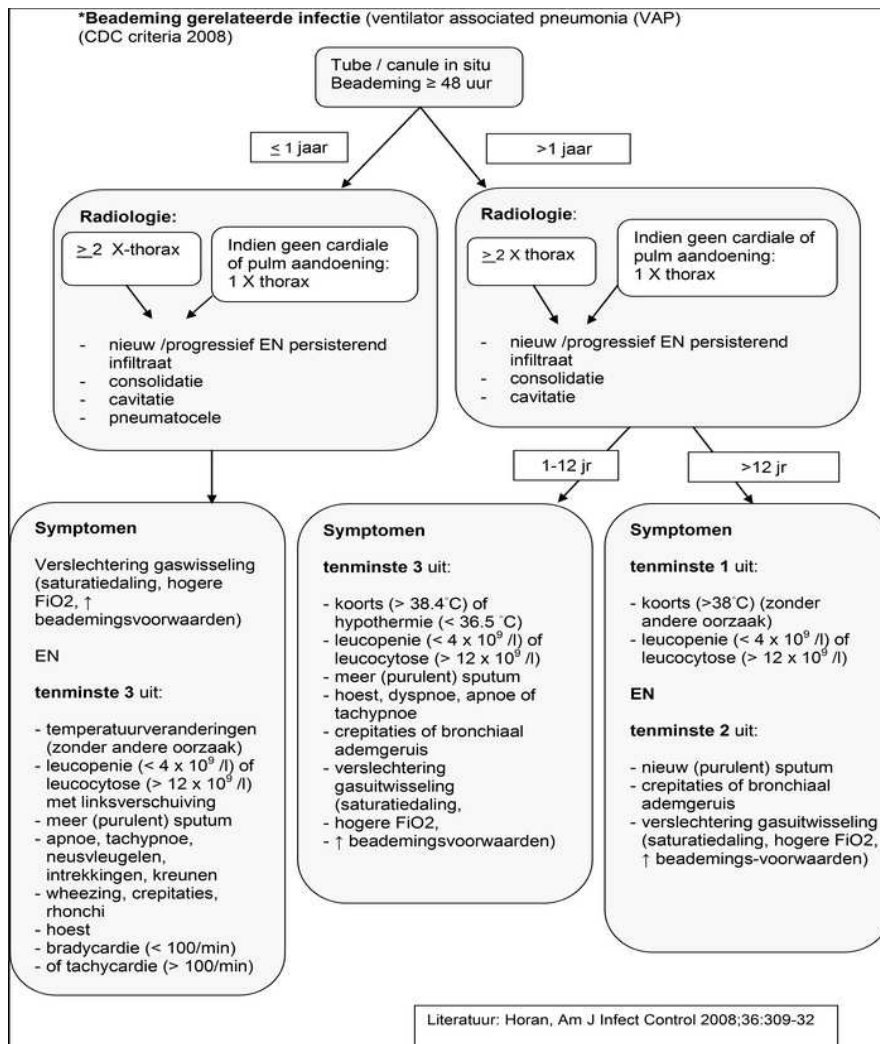 *Beademing gerelateerde infectie (ventilator associated pneumonia (VAP)
(CDC criteria 2008)
Tube / canule in situ
Beademing ≥ 48 uur
≤ 1 jaar
>1 jaar
Radiologie:
≥ 2 X-thorax
Indien geen cardiale
of pulm aandoening:
1 X thorax
- nieuw /progressief EN persisterend
infiltraat
- consolidatie
- cavitatie
- pneumatocele
Radiologie:
≥ 2 X thorax
Indien geen cardiale of
pulm aandoening:
1 X thorax
- nieuw /progressief EN persisterend
infiltraat
- consolidatie
- cavitatie
1-12 jr
>12 jr
Symptomen
Verslechtering gaswisseling
(saturatiedaling, hogere
FiO2, ↑
beademingsvoorwaarden)
EN
tenminste 3 uit:
- temperatuurveranderingen
(zonder andere oorzaak)
- leucopenie (< 4 x 10⁹ /l) of
leucocytose (> 12 x 10⁹ /l)
met linksverschuiving
- meer (purulent) sputum
- apnoe, tachypnoe,
neusvleugelen,
intrekkingen, kreunen
- wheezing, crepitaties,
rhonchi
- hoest
- bradycardie (< 100/min)
- of tachycardie (> 100/min)
Symptomen
tenminste 3 uit:
- koorts (> 38.4°C) of
hypothermie (< 36.5 °C)
- leucopenie (< 4 x 10⁹ /l) of
leucocytose (> 12 x 10⁹ /l)
- meer (purulent) sputum
- hoest, dyspnoe, apnoe of
tachypnoe
- crepitaties of bronchiaal
ademgeruis
- verslechtering
gasuitwisseling
(saturatiedaling,
- hogere FiO2,
- ↑ beademingsvoorwaarden)
Symptomen
tenminste 1 uit:
- koorts (>38°C) (zonder
andere oorzaak)
- leucopenie (< 4 x 10⁹ /l) of
leucocytose (> 12 x 10⁹ /l)
EN
tenminste 2 uit:
- nieuw (purulent) sputum
- crepitaties of bronchiaal
ademgeruis
- verslechtering gasuitwisseling
(saturatiedaling, hogere FiO2,
↑ beademings-voorwaarden)
Literatuur: Horan, Am J Infect Control 2008;36:309-32